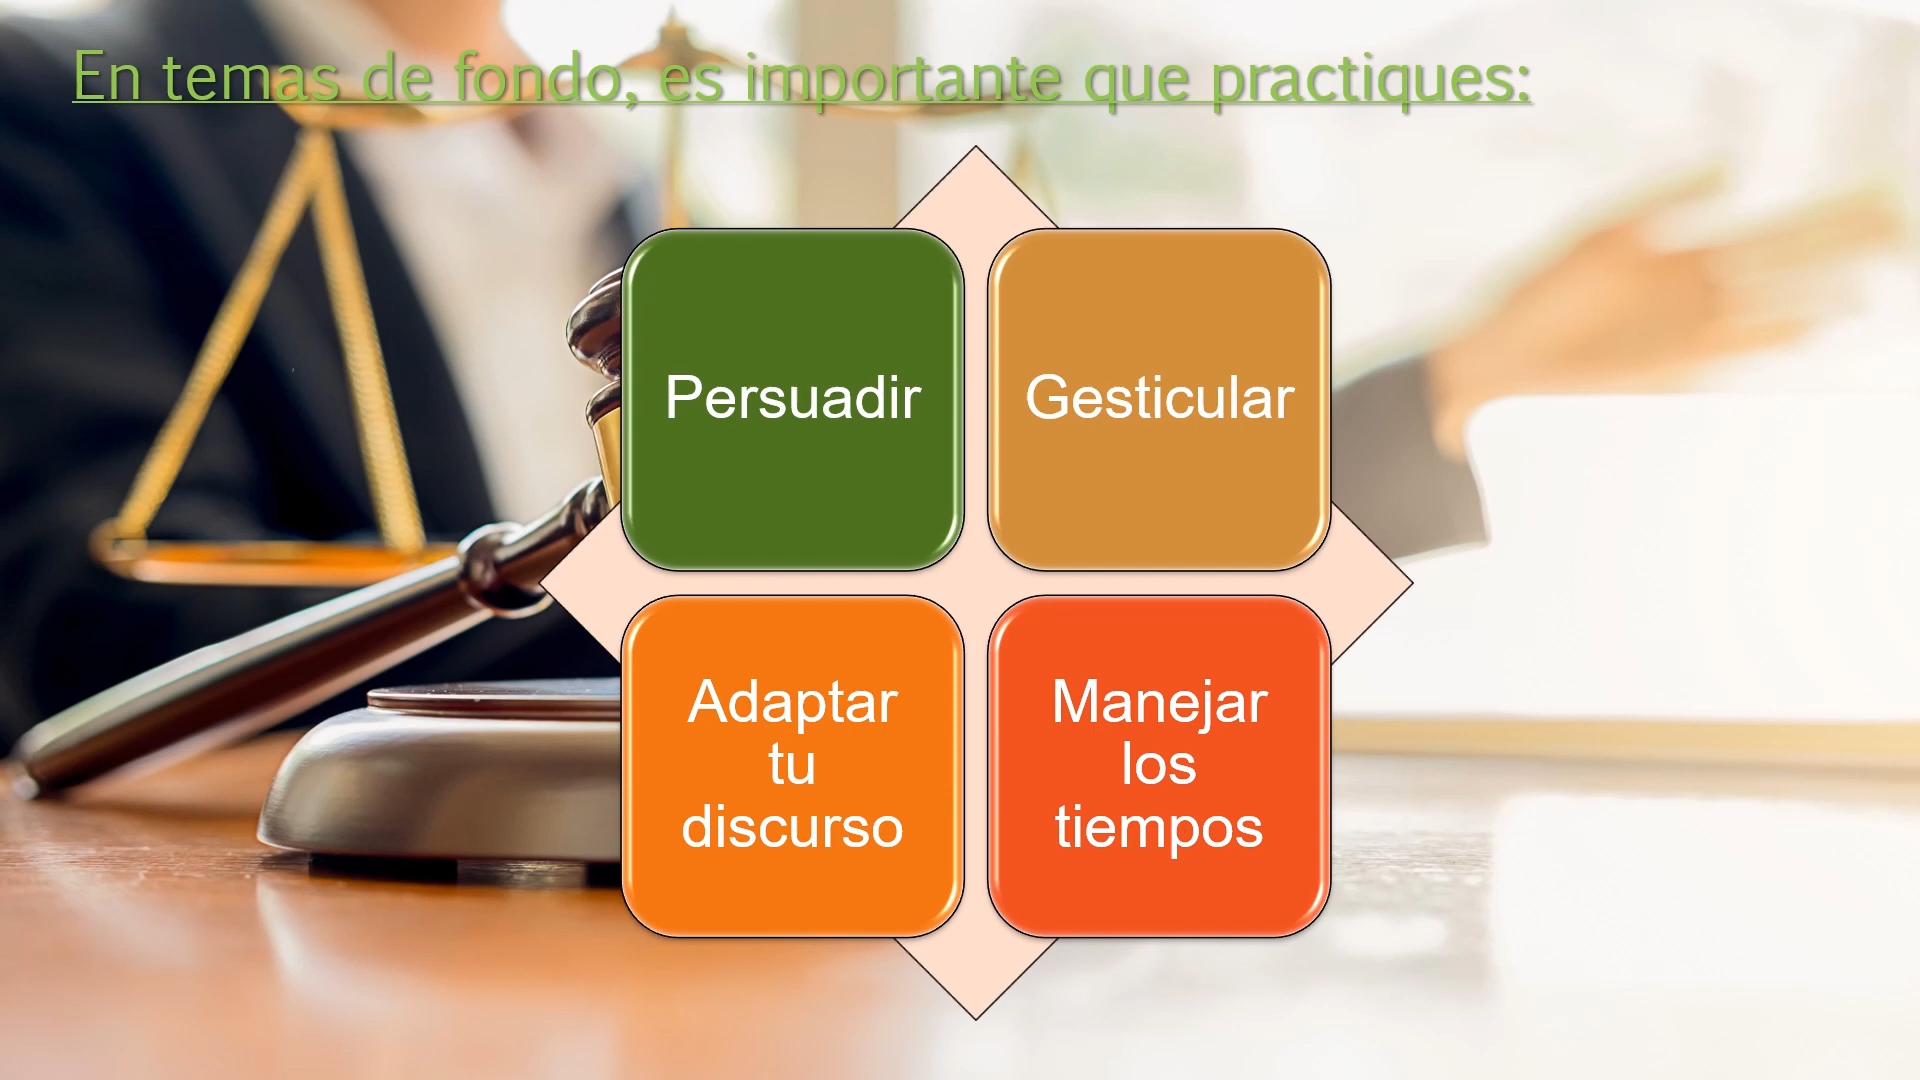 En temas de fondo, es importante que practiques:
Persuadir
Gesticular
Adaptar
tu
discurso
Manejar
los
tiempos